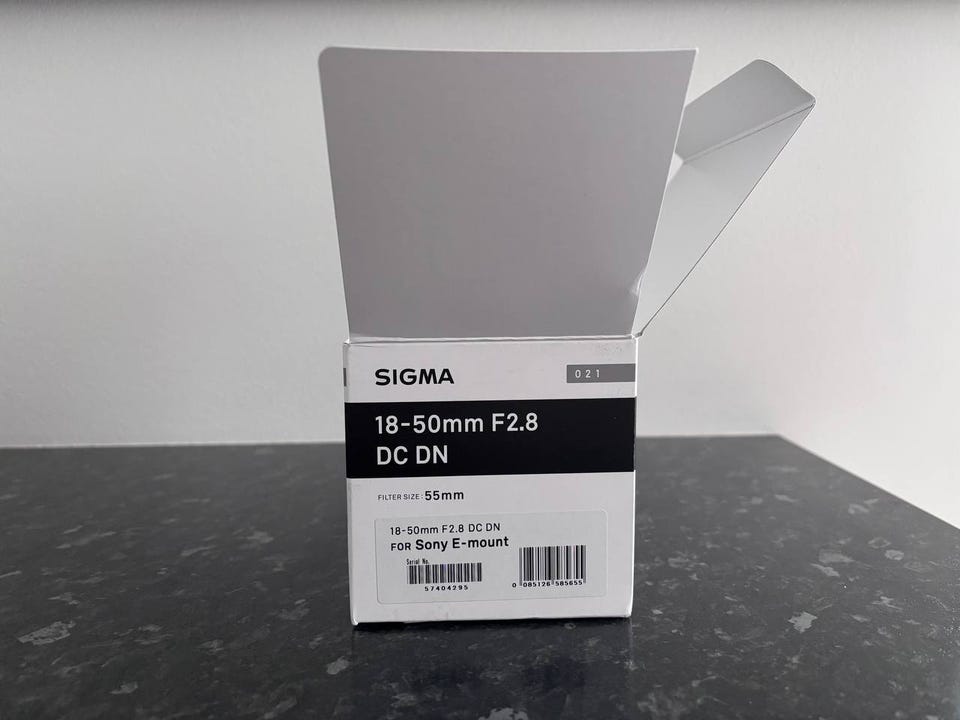 SIGMA
021
18-50mm F2.8
DC DN
FILTER SIZE: 55mm
18-50mm F2.8 DC DN
FOR Sony E-mount
Serial No.
57404295
0 085126 585655